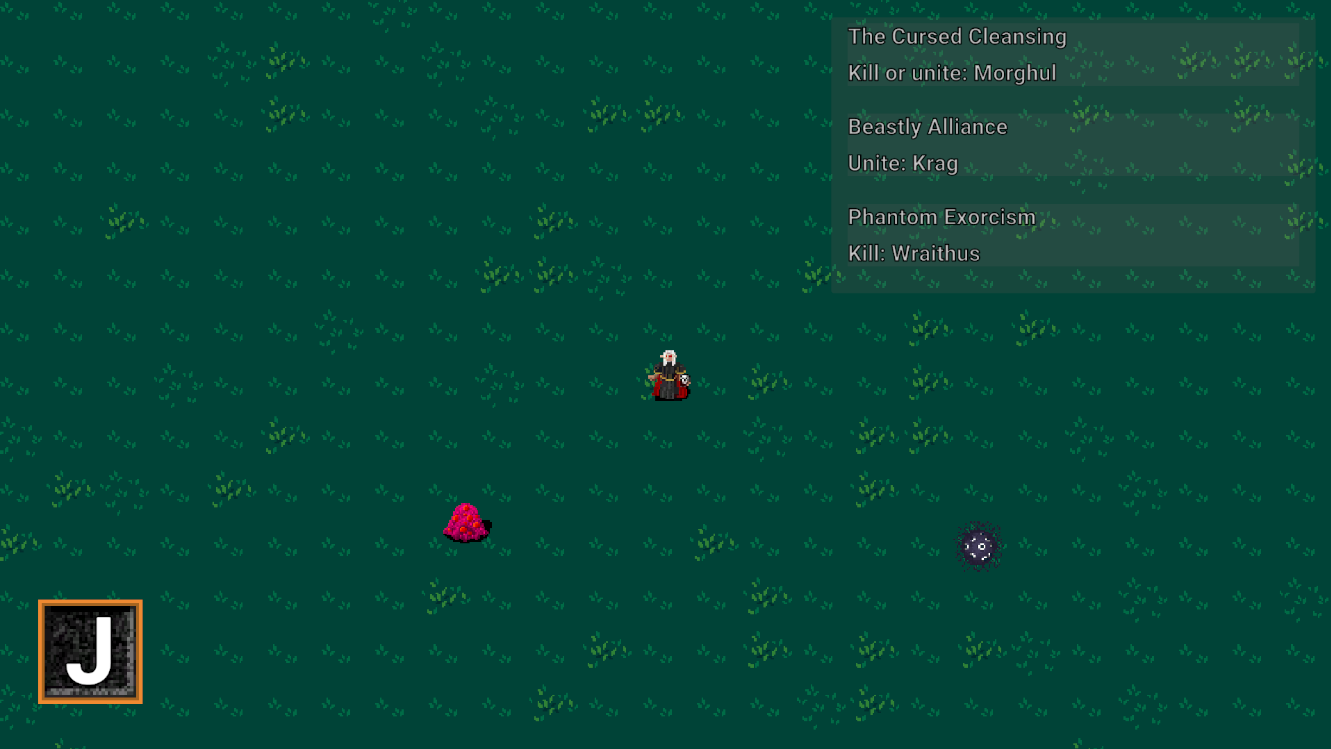 The Cursed Cleansing
Kill or unite: Morghul
Beastly Alliance
Unite: Krag
Phantom Exorcism
Kill: Wraithus
J